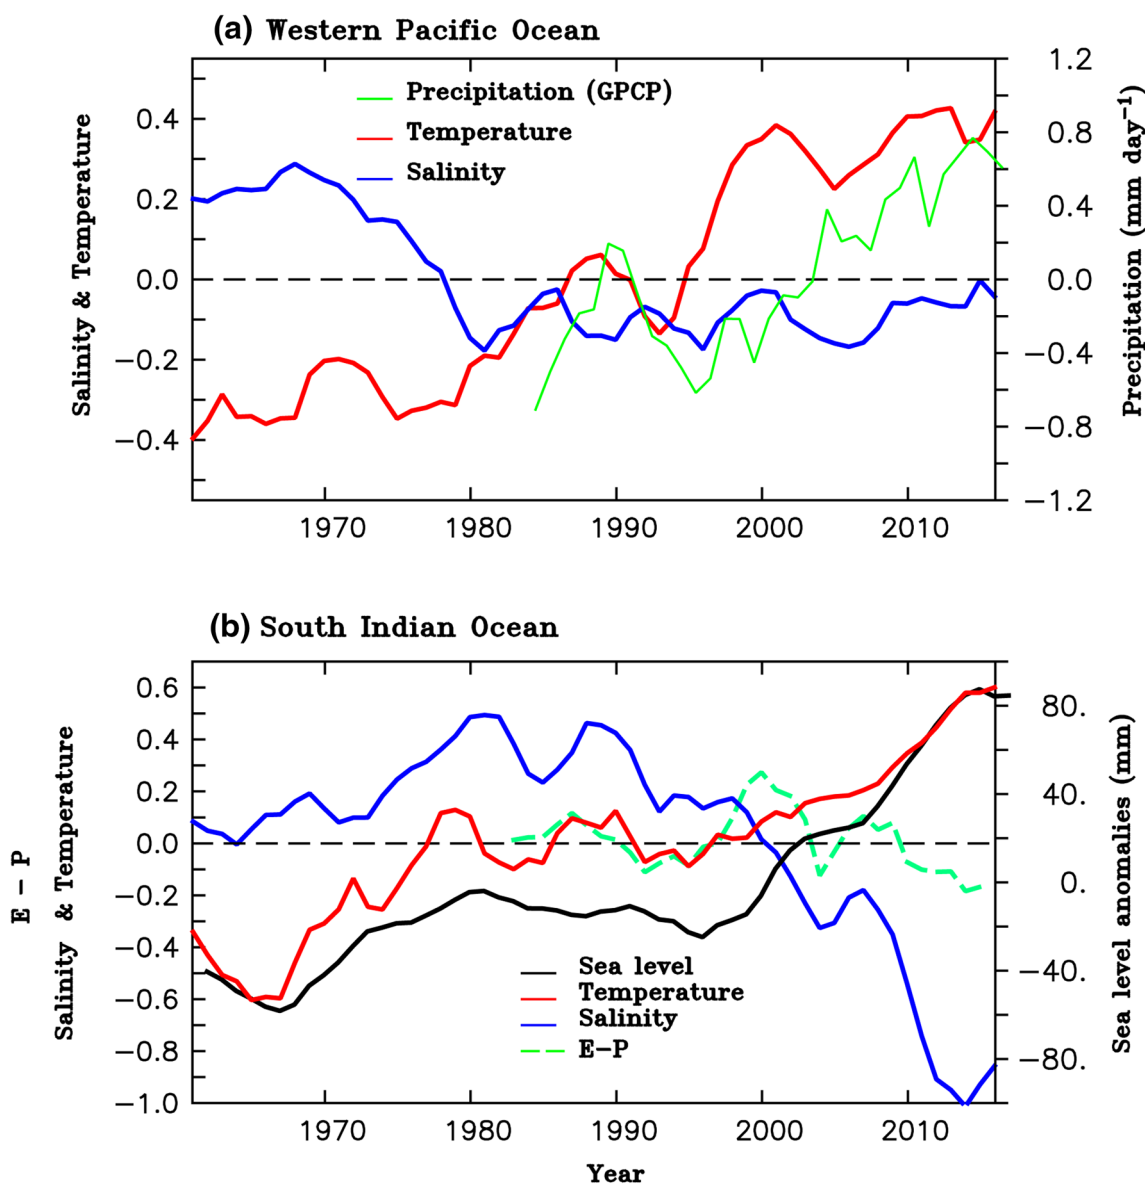 (a) Western Pacific Ocean
Precipitation (GPCP)
Temperature
Salinity
Salinity & Temperature
0.4
0.2
0.0
−0.2
−0.4
1.2
0.8
0.4
0.0
−0.4
−0.8
−1.2
Precipitation (mm day⁻¹)
1970 1980 1990 2000 2010
(b) South Indian Ocean
E − P
Salinity & Temperature
0.6
0.4
0.2
0.0
−0.2
−0.4
−0.6
−0.8
−1.0
Sea level
Temperature
Salinity
E−P
80.
40.
0.
−40.
−80.
Sea level anomalies (mm)
1970 1980 1990 2000 2010
Year